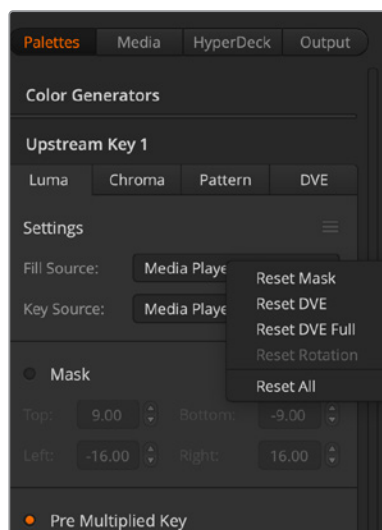 Palettes Media HyperDeck Output
Color Generators
Upstream Key 1
Luma Chroma Pattern DVE
Settings
Fill Source: Media Playe
Reset Mask
Key Source: Media Playe
Reset DVE
Reset DVE Full
Reset Rotation
Mask
Reset All
Top: 9.00 Bottom: -9.00
Left: -16.00 Right: 16.00
Pre Multiplied Key